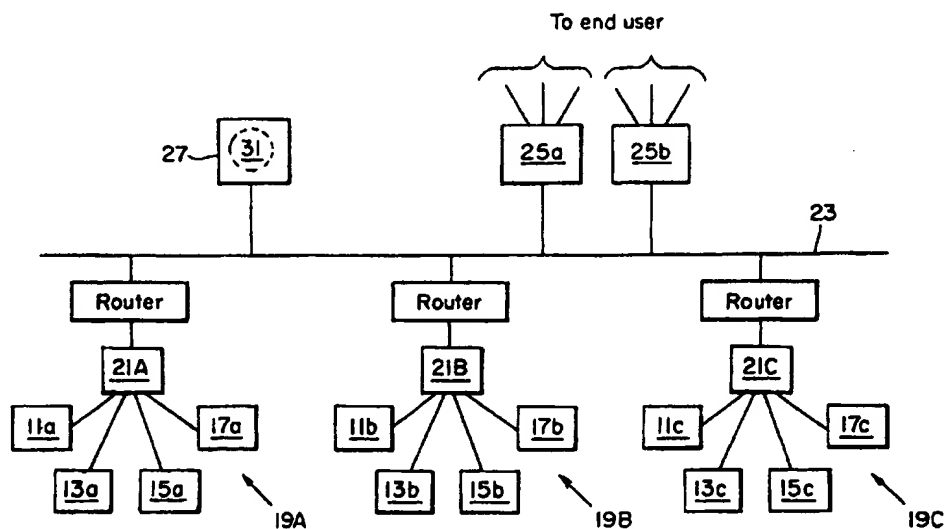 To end user
27
31
25a
25b
23
Router
Router
Router
21A
21B
21C
11a
17a
11b
17b
11c
17c
13a
15a
13b
15b
13c
15c
19A
19B
19C